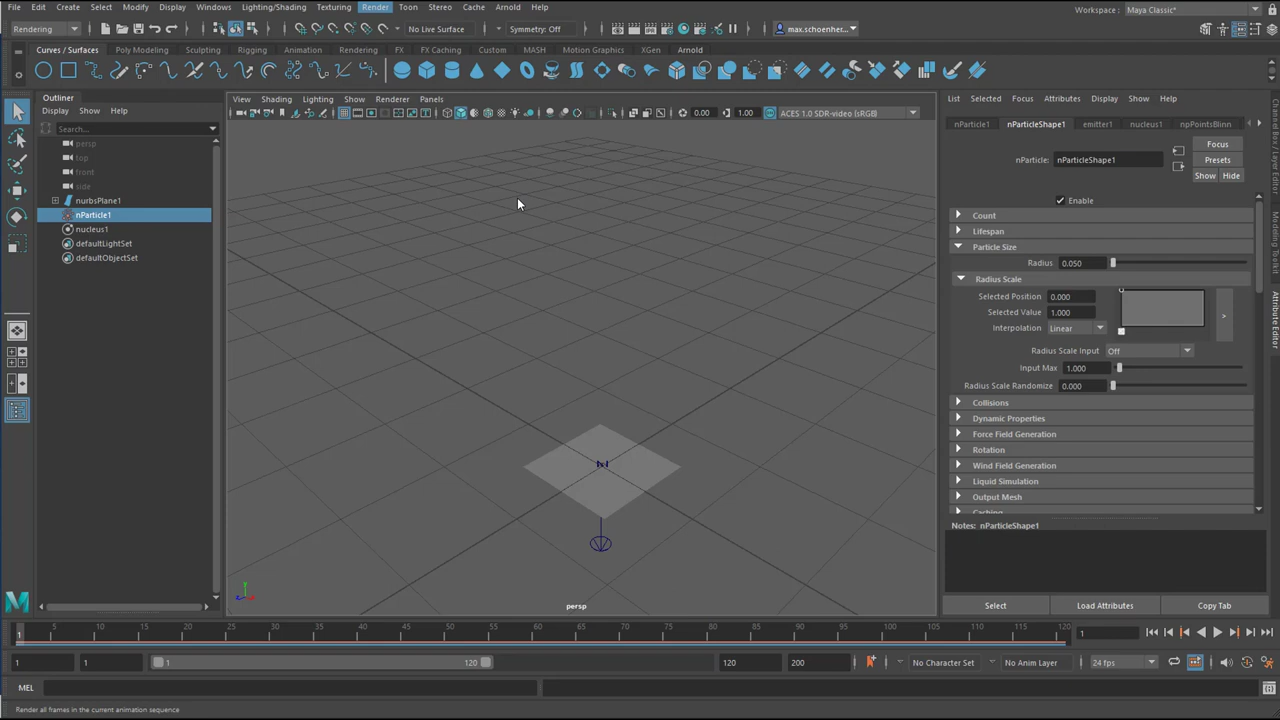 File Edit Create Select Modify Display Windows Lighting/Shading Texturing Render Toon Stereo Cache Arnold Help Workspace : Maya Classic*
Rendering No Live Surface Symmetry: Off max.schoenher...
Curves / Surfaces Poly Modeling Sculpting Rigging Animation Rendering FX FX Caching Custom MASH Motion Graphics XGen Arnold
Outliner
Display Show Help
Search...
persp
top
front
side
nurbsPlane1
nParticle1
nucleus1
defaultLightSet
defaultObjectSet
View Shading Lighting Show Renderer Panels
0.00 1.00 ACES 1.0 SDR-video (sRGB)
persp
List Selected Focus Attributes Display Show Help
nParticle1 nParticleShape1 emitter1 nucleus1 npPointsBlinn
nParticle: nParticleShape1
Focus
Presets
Show Hide
Enable
Count
Lifespan
Particle Size
Radius 0.050
Radius Scale
Selected Position 0.000
Selected Value 1.000
Interpolation Linear
>
Radius Scale Input Off
Input Max 1.000
Radius Scale Randomize 0.000
Collisions
Dynamic Properties
Force Field Generation
Rotation
Wind Field Generation
Liquid Simulation
Output Mesh
Caching
Notes: nParticleShape1
Select Load Attributes Copy Tab
Channel Box / Layer Editor
Modeling Toolkit
Attribute Editor
1 5 10 15 20 25 30 35 40 45 50 55 60 65 70 75 80 85 90 95 100 105 110 115 120 1
1 1 1 120 120 200 No Character Set No Anim Layer 24 fps
MEL
Render all frames in the current animation sequence